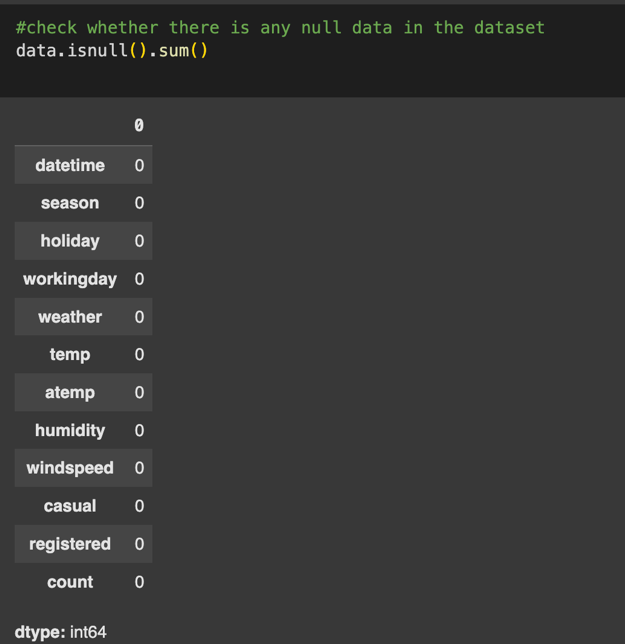 #check whether there is any null data in the dataset
data.isnull().sum()
0
datetime 0
season 0
holiday 0
workingday 0
weather 0
temp 0
atemp 0
humidity 0
windspeed 0
casual 0
registered 0
count 0
dtype: int64